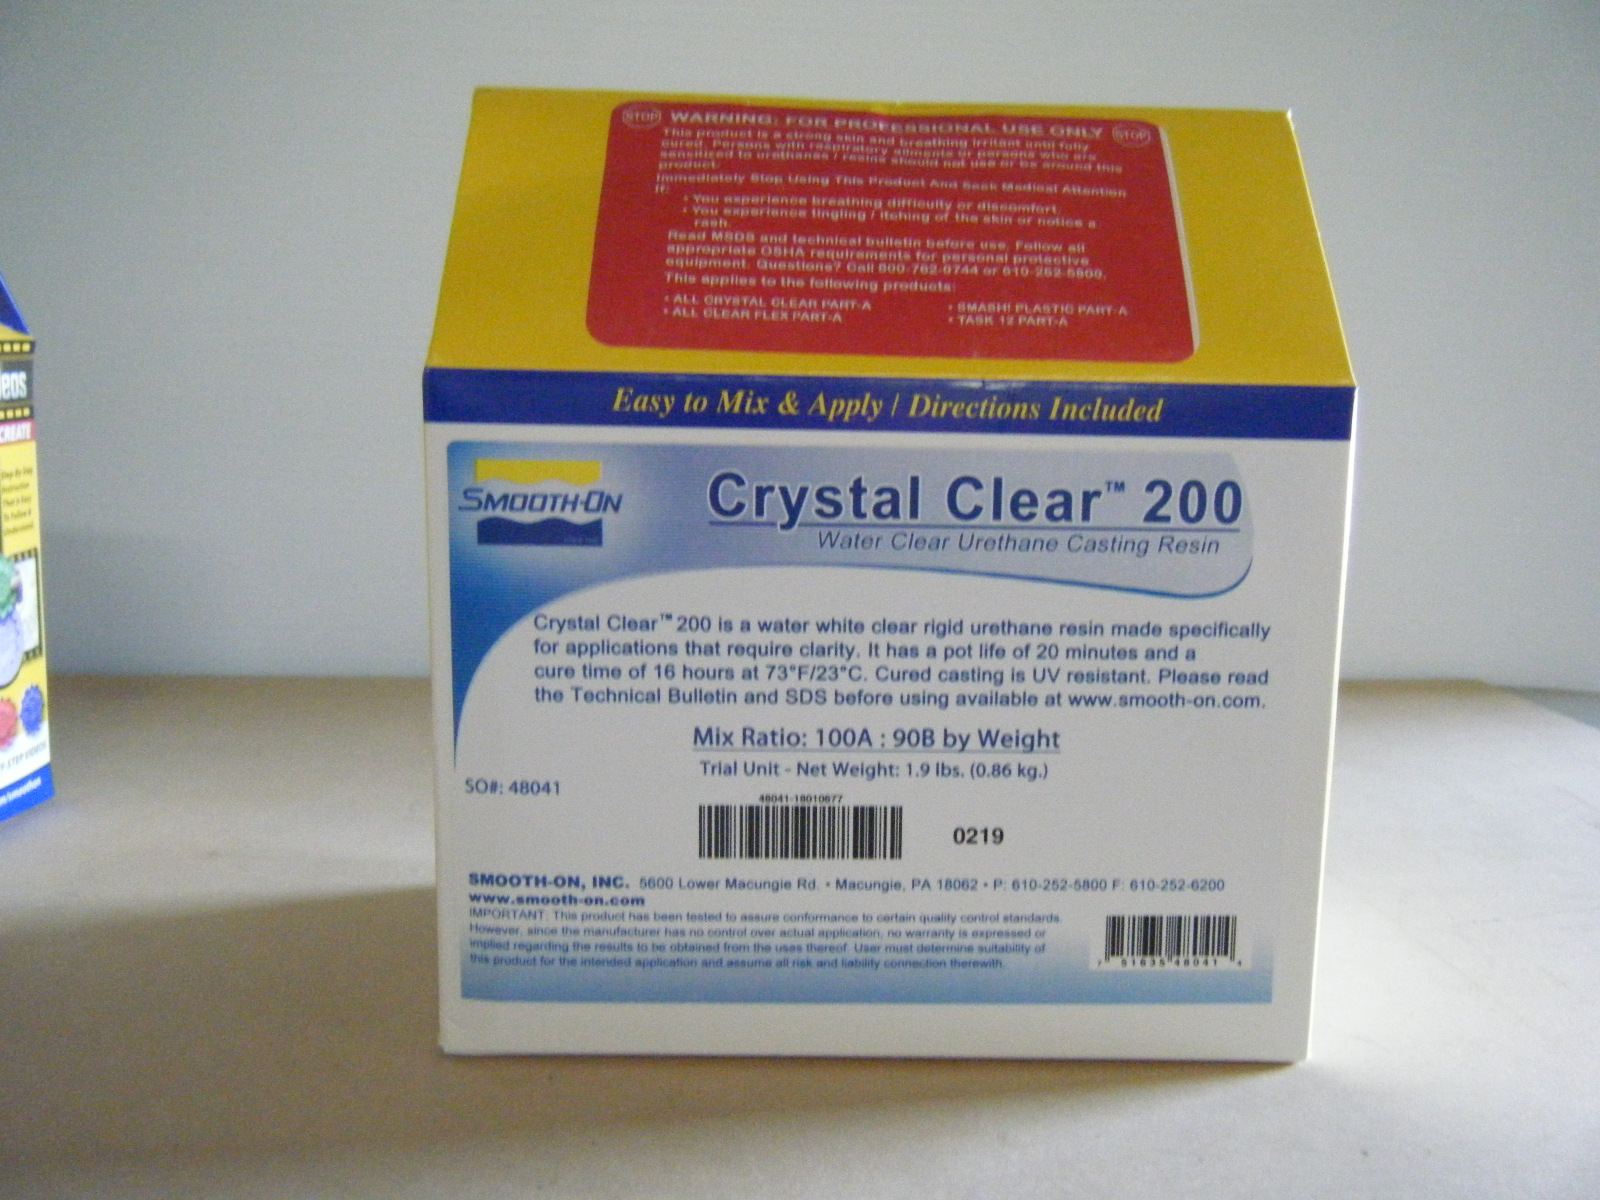 STOP WARNING: FOR PROFESSIONAL USE ONLY STOP
This product is a strong skin and breathing irritant until fully
cured. Persons with respiratory ailments or persons who are
sensitized to urethanes / resins should not use or be around this
product.
Immediately Stop Using This Product And Seek Medical Attention
If:
• You experience breathing difficulty or discomfort.
• You experience tingling / itching of the skin or notice a
rash.
Read MSDS and technical bulletin before use. Follow all
appropriate OSHA requirements for personal protective
equipment. Questions? Call 800-762-0744 or 610-252-5800.
This applies to the following products:
• ALL CRYSTAL CLEAR PART-A
• ALL CLEAR FLEX PART-A
• SMASH! PLASTIC PART-A
• TASK 12 PART-A
Easy to Mix & Apply / Directions Included
SMOOTH-ON
Crystal Clear™ 200
Water Clear Urethane Casting Resin
Crystal Clear™ 200 is a water white clear rigid urethane resin made specifically
for applications that require clarity. It has a pot life of 20 minutes and a
cure time of 16 hours at 73°F/23°C. Cured casting is UV resistant. Please read
the Technical Bulletin and SDS before using available at www.smooth-on.com.
Mix Ratio: 100A : 90B by Weight
Trial Unit - Net Weight: 1.9 lbs. (0.86 kg.)
SO#: 48041
48041-18010677
0219
SMOOTH-ON, INC. 5600 Lower Macungie Rd. • Macungie, PA 18062 • P: 610-252-5800 F: 610-252-6200
www.smooth-on.com
IMPORTANT: This product has been tested to assure conformance to certain quality control standards.
However, since the manufacturer has no control over actual application, no warranty is expressed or
implied regarding the results to be obtained from the uses thereof. User must determine suitability of
this product for the intended application and assume all risk and liability connection therewith.
7 51635 48041 4
eos
CREATE
Step By Step